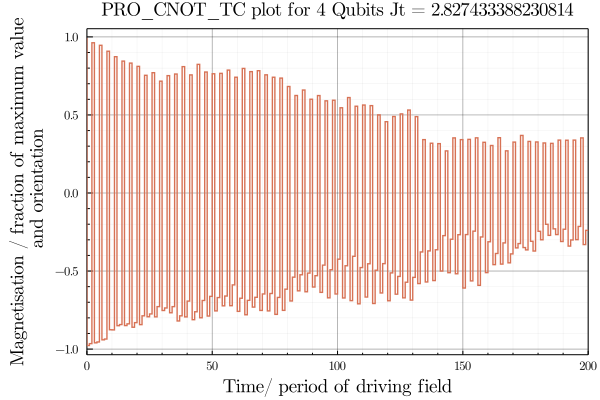 PRO_CNOT_TC plot for 4 Qubits Jt = 2.827433388230814
Magnetisation / fraction of maximum value
and orientation
1.0
0.5
0.0
−0.5
−1.0
0 50 100 150 200
Time/ period of driving field